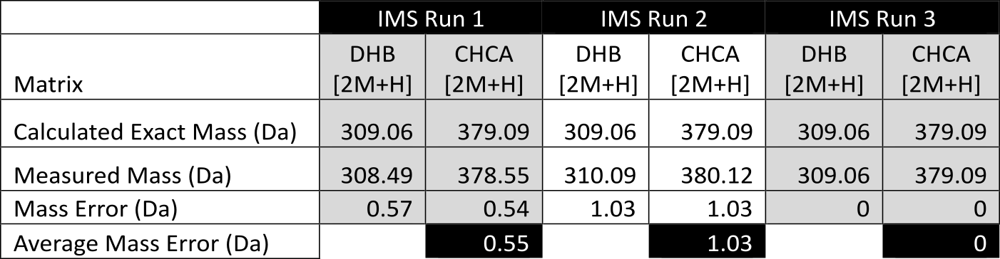 IMS Run 1 IMS Run 2 IMS Run 3
DHB CHCA DHB CHCA DHB CHCA
Matrix [2M+H] [2M+H] [2M+H] [2M+H] [2M+H] [2M+H]
Calculated Exact Mass (Da) 309.06 379.09 309.06 379.09 309.06 379.09
Measured Mass (Da) 308.49 378.55 310.09 380.12 309.06 379.09
Mass Error (Da) 0.57 0.54 1.03 1.03 0 0
Average Mass Error (Da) 0.55 1.03 0